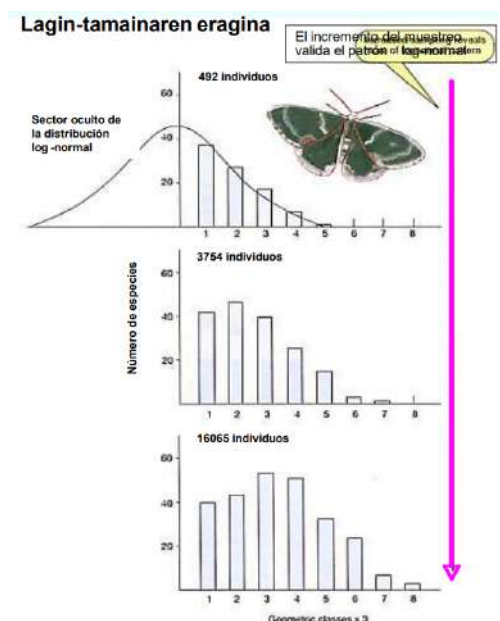 Lagin-tamainaren eragina
El incremento del muestreo
valida el patrón log-normal
492 individuos
Sector oculto de
la distribución
log -normal
60
40
20
1 2 3 4 5 6 7 8
3754 individuos
Número de especies
60
40
20
1 2 3 4 5 6 7 8
16065 individuos
60
40
20
1 2 3 4 5 6 7 8
Geometric classes x 3